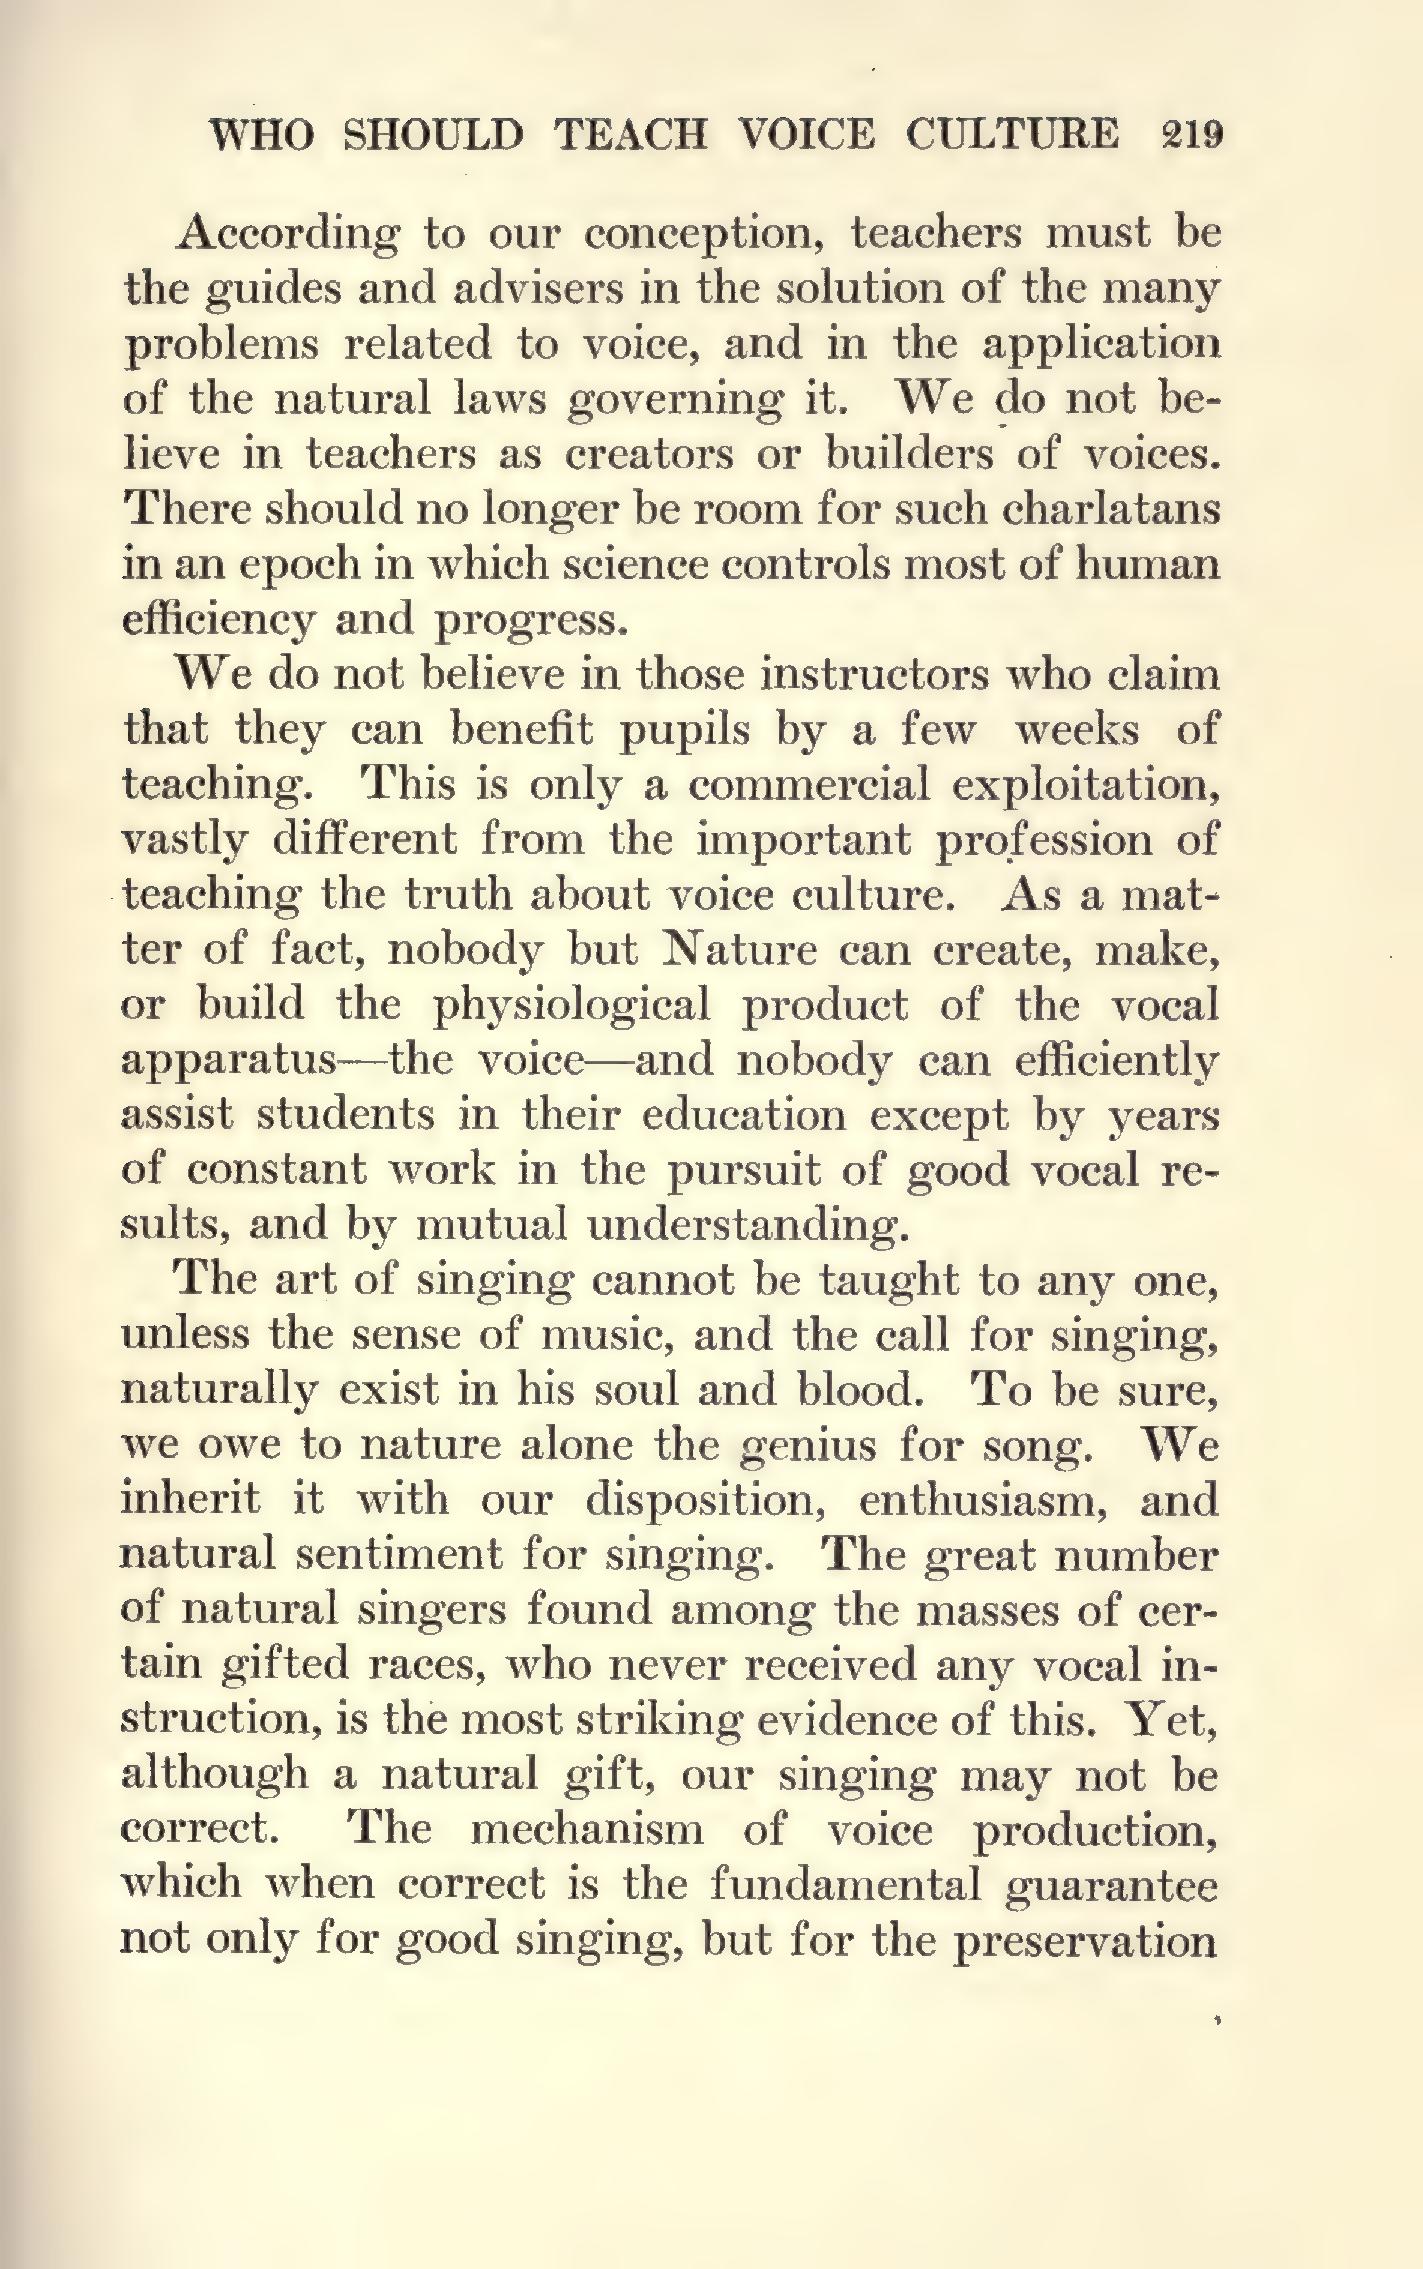 WHO SHOULD TEACH VOICE CULTURE 219
According to our conception, teachers must be
the guides and advisers in the solution of the many
problems related to voice, and in the application
of the natural laws governing it. We do not be-
lieve in teachers as creators or builders of voices.
There should no longer be room for such charlatans
in an epoch in which science controls most of human
efficiency and progress.
We do not believe in those instructors who claim
that they can benefit pupils by a few weeks of
teaching. This is only a commercial exploitation,
vastly different from the important profession of
teaching the truth about voice culture. As a mat-
ter of fact, nobody but Nature can create, make,
or build the physiological product of the vocal
apparatus—the voice—and nobody can efficiently
assist students in their education except by years
of constant work in the pursuit of good vocal re-
sults, and by mutual understanding.
The art of singing cannot be taught to any one,
unless the sense of music, and the call for singing,
naturally exist in his soul and blood. To be sure,
we owe to nature alone the genius for song. We
inherit it with our disposition, enthusiasm, and
natural sentiment for singing. The great number
of natural singers found among the masses of cer-
tain gifted races, who never received any vocal in-
struction, is the most striking evidence of this. Yet,
although a natural gift, our singing may not be
correct. The mechanism of voice production,
which when correct is the fundamental guarantee
not only for good singing, but for the preservation